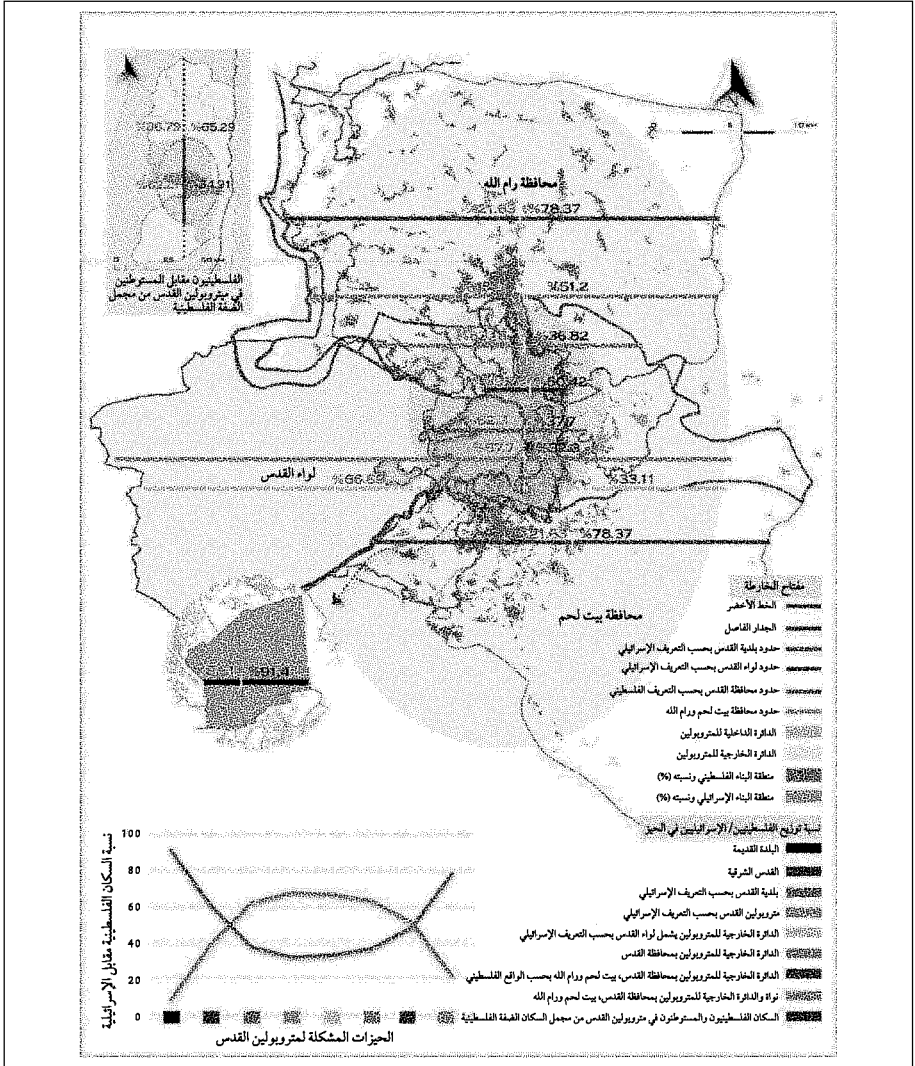 الفلسطينيون مقابل المستوطنين
في ميتروبولين القدس من مجمل
الضفة الفلسطينية
محافظة رام الله
%78.37
%51.2
%36.82
لواء القدس
%33.11
%78.37
محافظة بيت لحم
%91.4
مفتاح الخارطة
الخط الأخضر
الجدار الفاصل
حدود بلدية القدس بحسب التعريف الإسرائيلي
حدود لواء القدس بحسب التعريف الإسرائيلي
حدود محافظة القدس بحسب التعريف الفلسطيني
حدود محافظة بيت لحم ورام الله
الدائرة الداخلية للمتروبولين
الدائرة الخارجية للمتروبولين
منطقة البناء الفلسطيني ونسبته (%)
منطقة البناء الإسرائيلي ونسبته (%)
نسبة توزيع الفلسطينيين/ الإسرائيليين في الحيز
البلدة القديمة
القدس الشرقية
بلدية القدس بحسب التعريف الإسرائيلي
متروبولين القدس بحسب التعريف الإسرائيلي
الدائرة الخارجية للمتروبولين يشمل لواء القدس بحسب التعريف الإسرائيلي
الدائرة الخارجية للمتروبولين بمحافظة القدس
الدائرة الخارجية للمتروبولين بمحافظة القدس، بيت لحم ورام الله بحسب الواقع الفلسطيني
نواة والدائرة الخارجية للمتروبولين بمحافظة القدس، بيت لحم ورام الله
السكان الفلسطينيون والمستوطنون في متروبولين القدس من مجمل السكان الضفة الفلسطينية
نسبة السكان الفلسطينية مقابل الإسرائيلية
100
80
60
40
20
0
الحيزات المشكلة لمتروبولين القدس